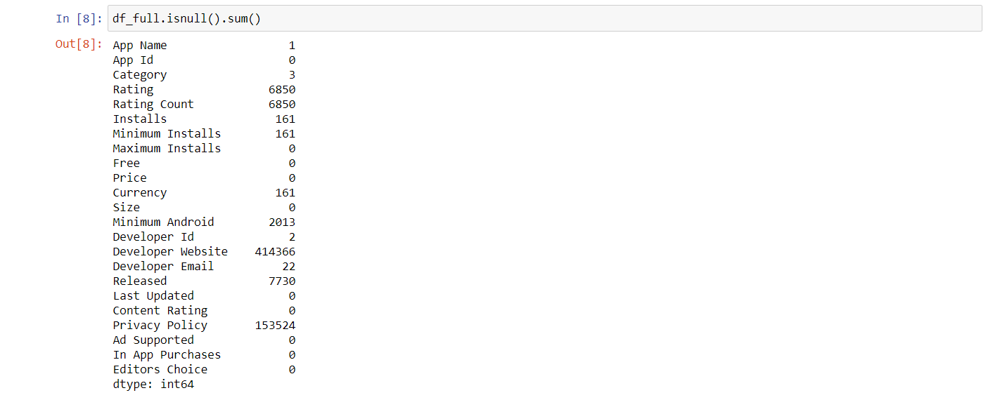 In [8]: df_full.isnull().sum()
Out[8]: App Name 1
App Id 0
Category 3
Rating 6850
Rating Count 6850
Installs 161
Minimum Installs 161
Maximum Installs 0
Free 0
Price 0
Currency 161
Size 0
Minimum Android 2013
Developer Id 2
Developer Website 414366
Developer Email 22
Released 7730
Last Updated 0
Content Rating 0
Privacy Policy 153524
Ad Supported 0
In App Purchases 0
Editors Choice 0
dtype: int64